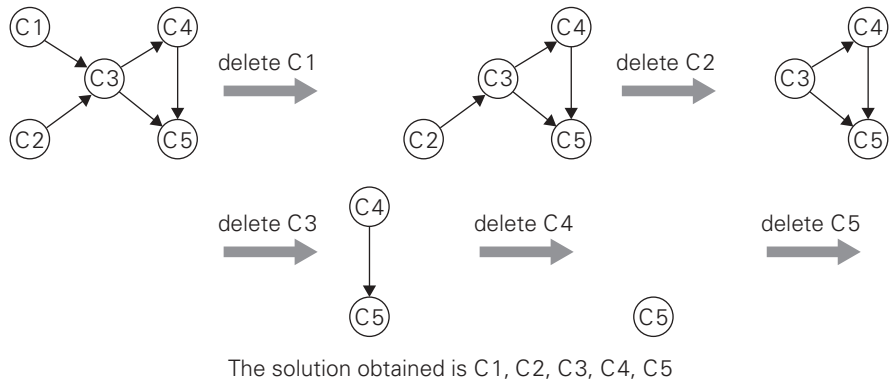 C1 C4 C4 C4
delete C1 delete C2
C3 C3 C3
C2 C5 C2 C5 C5
delete C3 C4 delete C4 delete C5
C5 C5
The solution obtained is C1, C2, C3, C4, C5